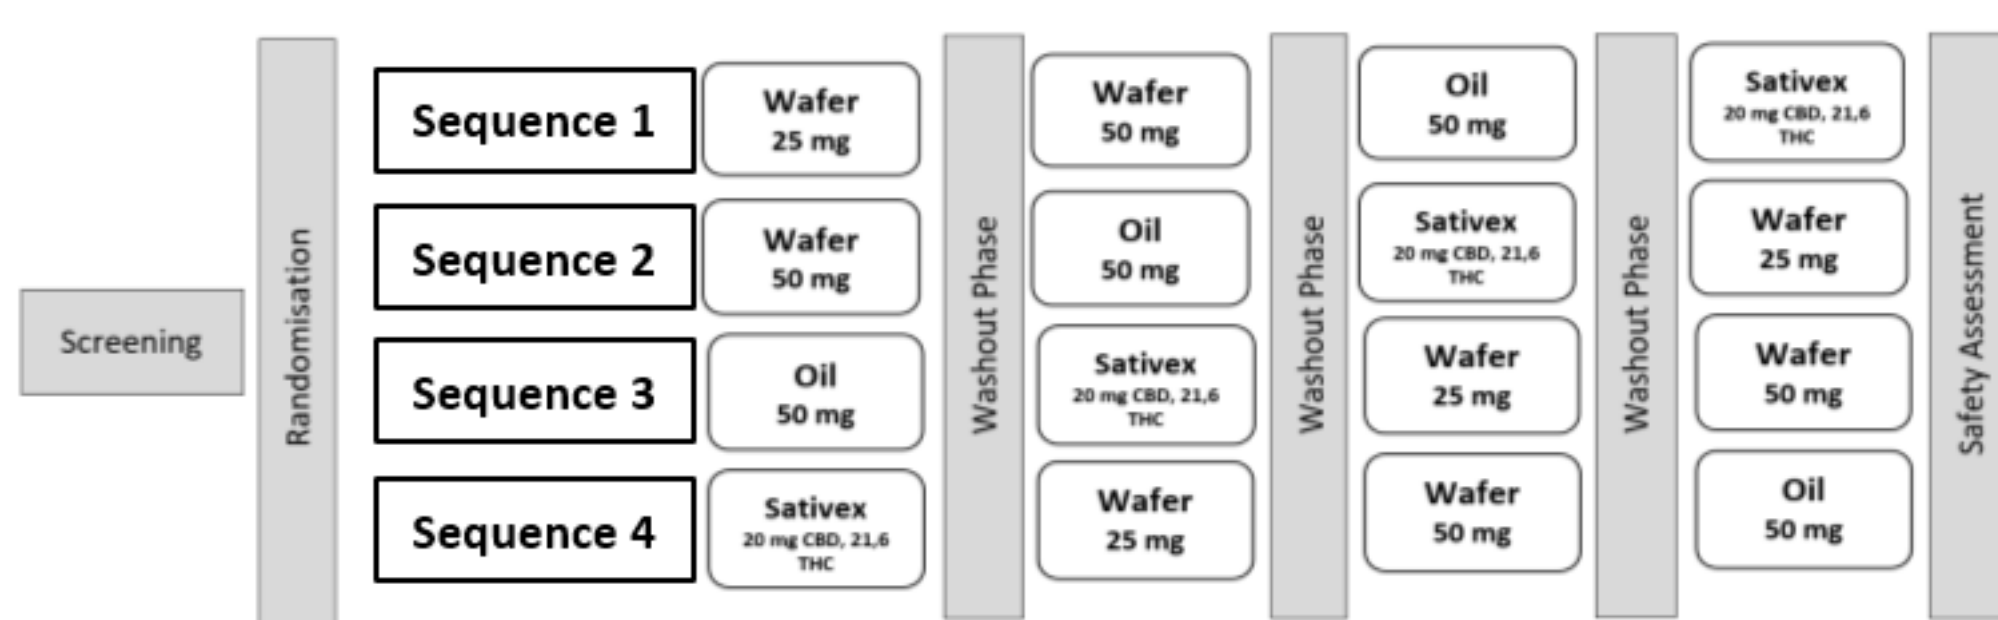 Screening
Randomisation
Sequence 1
Wafer
25 mg
Sequence 2
Wafer
50 mg
Sequence 3
Oil
50 mg
Sequence 4
Sativex
20 mg CBD, 21,6
THC
Washout Phase
Wafer
50 mg
Oil
50 mg
Sativex
20 mg CBD, 21,6
THC
Wafer
25 mg
Washout Phase
Oil
50 mg
Sativex
20 mg CBD, 21,6
THC
Wafer
25 mg
Wafer
50 mg
Washout Phase
Sativex
20 mg CBD, 21,6
THC
Wafer
25 mg
Wafer
50 mg
Oil
50 mg
Safety Assessment